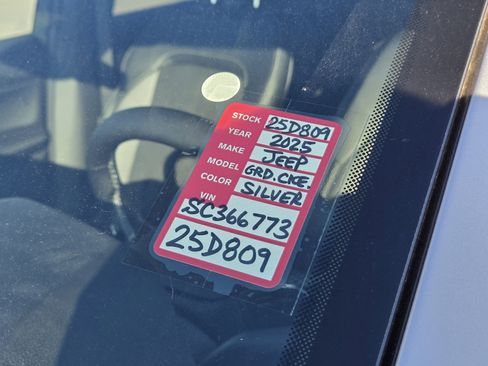 STOCK 25D809
YEAR 2025
MAKE JEEP
MODEL GRD.CKE.
COLOR SILVER
VIN
SC366773
25D809